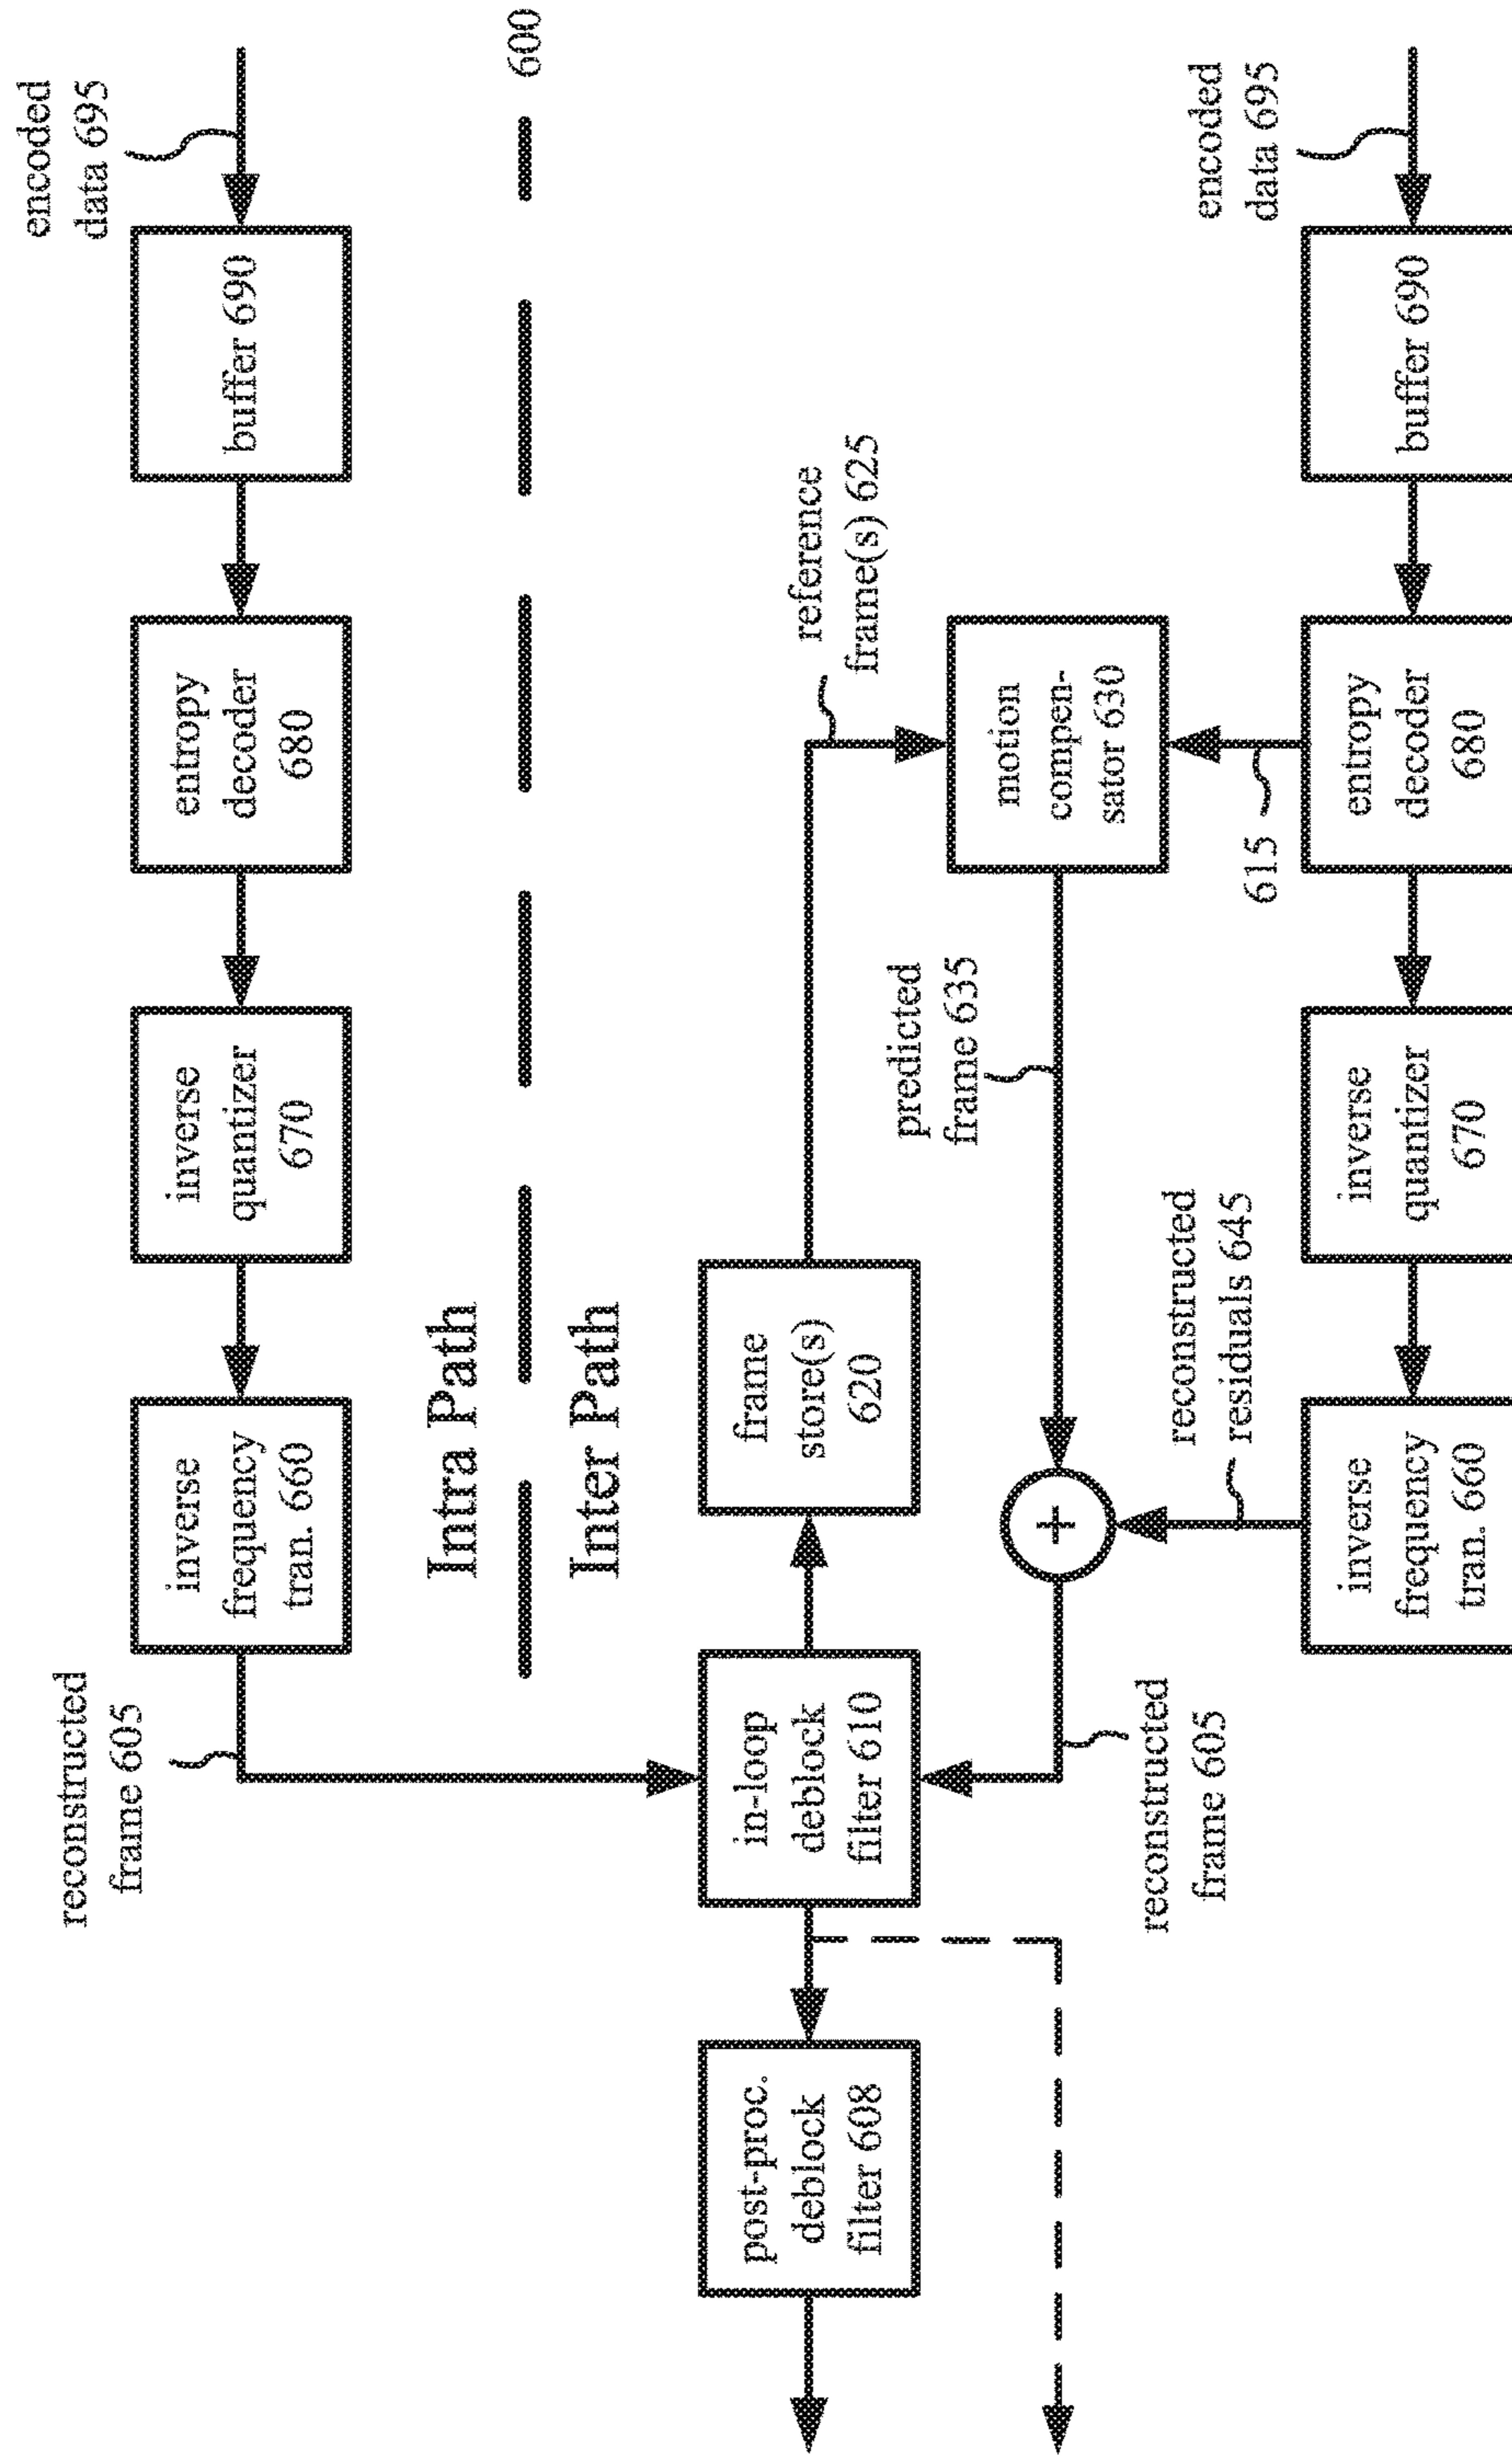 encoded
data 695
buffer 690
entropy
decoder
680
inverse
quantizer
670
inverse
frequency
tran. 660
reconstructed
frame 605
600
Intra Path
Inter Path
reference
frame(s) 625
frame
store(s)
620
in-loop
deblock
filter 610
post-proc.
deblock
filter 608
motion
compen-
sator 630
predicted
frame 635
+
reconstructed
frame 605
615
reconstructed
residuals 645
encoded
data 695
buffer 690
entropy
decoder
680
inverse
quantizer
670
inverse
frequency
tran. 660